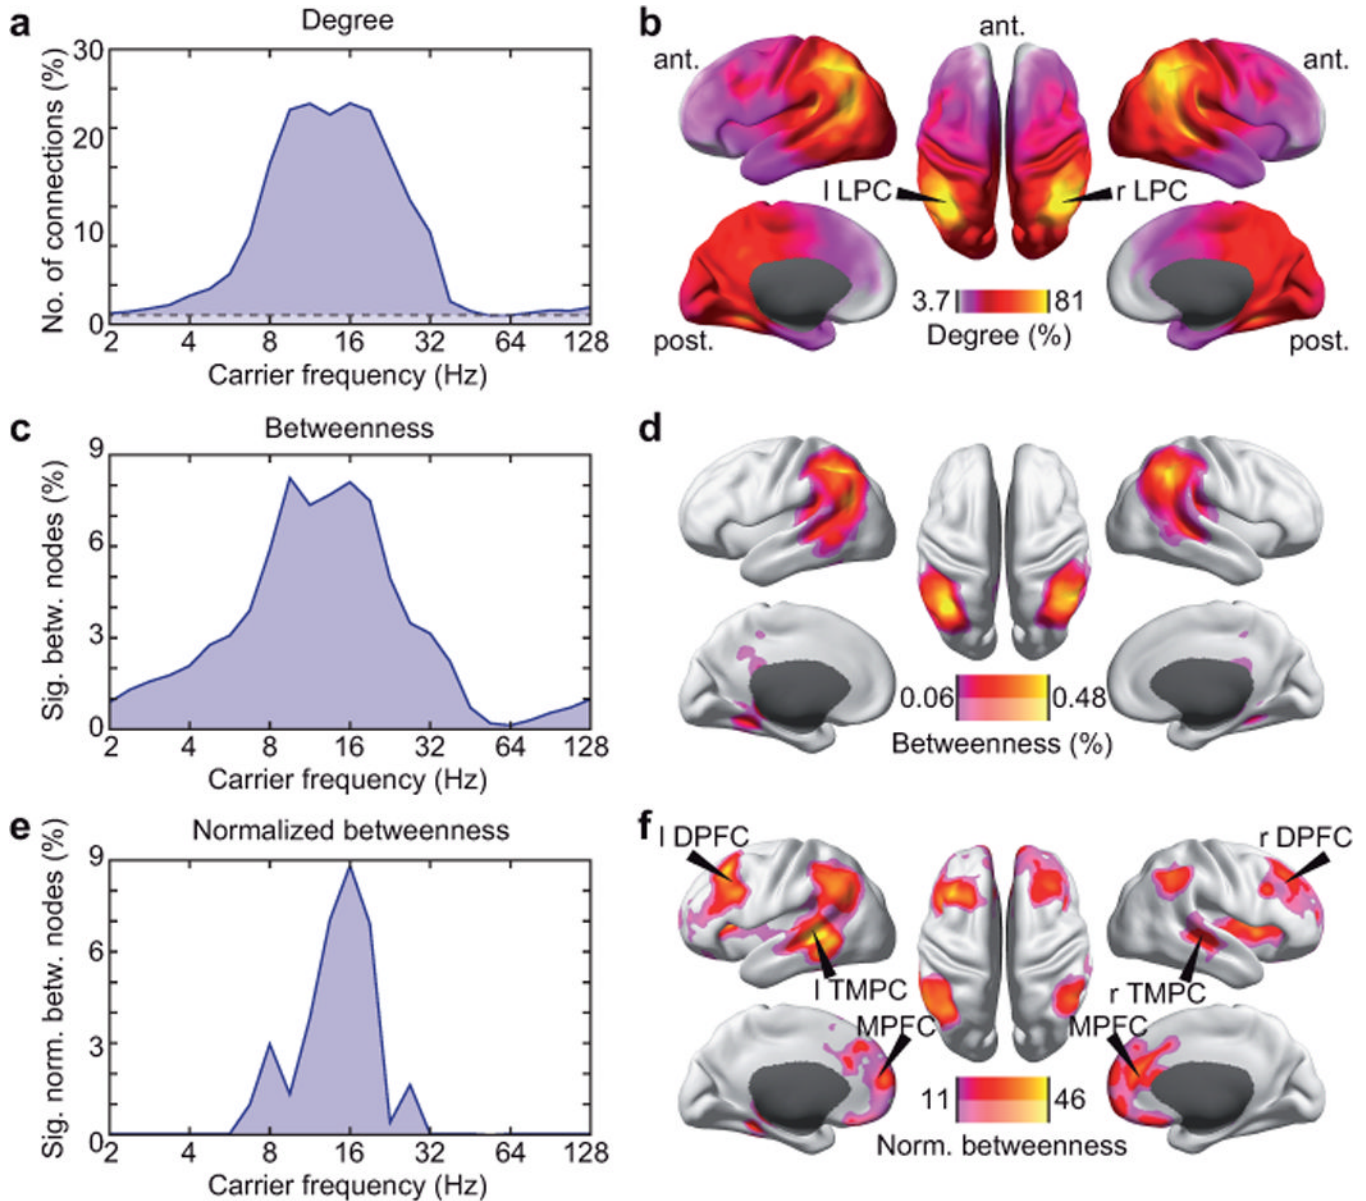 a
Degree
No. of connections (%)
30
20
10
0
2 4 8 16 32 64 128
Carrier frequency (Hz)
b
ant.
ant.
ant.
l LPC
r LPC
3.7
81
Degree (%)
post.
post.
c
Betweenness
Sig. betw. nodes (%)
9
6
3
0
2 4 8 16 32 64 128
Carrier frequency (Hz)
d
0.06
0.48
Betweenness (%)
e
Normalized betweenness
Sig. norm. betw. nodes (%)
9
6
3
0
2 4 8 16 32 64 128
Carrier frequency (Hz)
f
l DPFC
r DPFC
l TMPC
r TMPC
MPFC
MPFC
11
46
Norm. betweenness